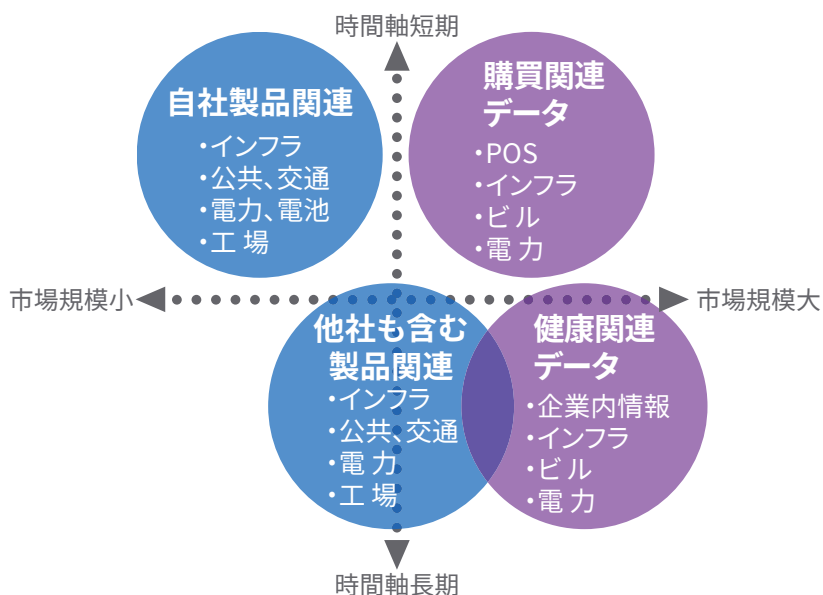 時間軸短期
自社製品関連
・インフラ
・公共、交通
・電力、電池
・工 場
購買関連
データ
・POS
・インフラ
・ビ ル
・電 力
市場規模小
市場規模大
他社も含む
製品関連
・インフラ
・公共、交通
・電 力
・工 場
健康関連
データ
・企業内情報
・インフラ
・ビ ル
・電 力
時間軸長期